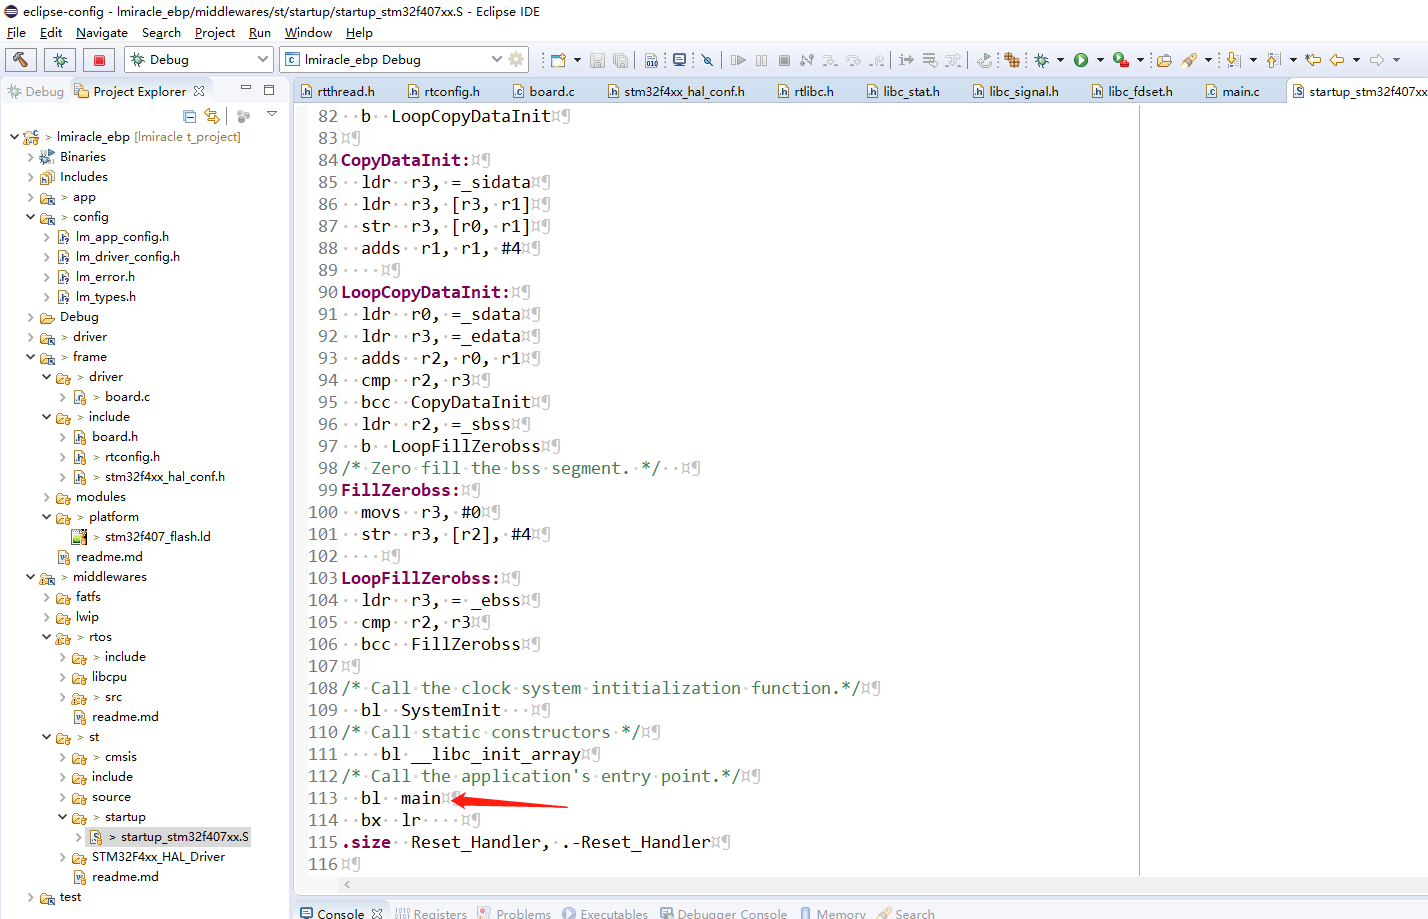 eclipse-config - lmiracle_ebp/middlewares/st/startup/startup_stm32f407xx.S - Eclipse IDE
File Edit Navigate Search Project Run Window Help
Debug lmiracle_ebp Debug
Debug Project Explorer
rtthread.h rtconfig.h board.c stm32f4xx_hal_conf.h rtlibc.h libc_stat.h libc_signal.h libc_fdset.h main.c startup_stm32f407xx
> lmiracle_ebp [lmiracle t_project]
Binaries
Includes
> app
> config
lm_app_config.h
lm_driver_config.h
lm_error.h
lm_types.h
Debug
> driver
> frame
> driver
> board.c
> include
board.h
> rtconfig.h
> stm32f4xx_hal_conf.h
modules
> platform
> stm32f407_flash.ld
readme.md
> middlewares
fatfs
lwip
> rtos
> include
libcpu
> src
readme.md
> st
> cmsis
include
source
> startup
> startup_stm32f407xx.S
STM32F4xx_HAL_Driver
readme.md
test
82 b LoopCopyDataInit¤¶
83 ¤¶
84 CopyDataInit:¤¶
85 ldr r3, =_sidata¤¶
86 ldr r3, [r3, r1]¤¶
87 str r3, [r0, r1]¤¶
88 adds r1, r1, #4¤¶
89 ¤¶
90 LoopCopyDataInit:¤¶
91 ldr r0, =_sdata¤¶
92 ldr r3, =_edata¤¶
93 adds r2, r0, r1¤¶
94 cmp r2, r3¤¶
95 bcc CopyDataInit¤¶
96 ldr r2, =_sbss¤¶
97 b LoopFillZerobss¤¶
98 /* Zero fill the bss segment. */ ¤¶
99 FillZerobss:¤¶
100 movs r3, #0¤¶
101 str r3, [r2], #4¤¶
102 ¤¶
103 LoopFillZerobss:¤¶
104 ldr r3, = _ebss¤¶
105 cmp r2, r3¤¶
106 bcc FillZerobss¤¶
107 ¤¶
108 /* Call the clock system intitialization function.*/¤¶
109 bl SystemInit ¤¶
110 /* Call static constructors */¤¶
111 bl __libc_init_array¤¶
112 /* Call the application's entry point.*/¤¶
113 bl main¤¶
114 bx lr ¤¶
115 .size Reset_Handler, .-Reset_Handler¤¶
116 ¤¶
Console Registers Problems Executables Debugger Console Memory Search